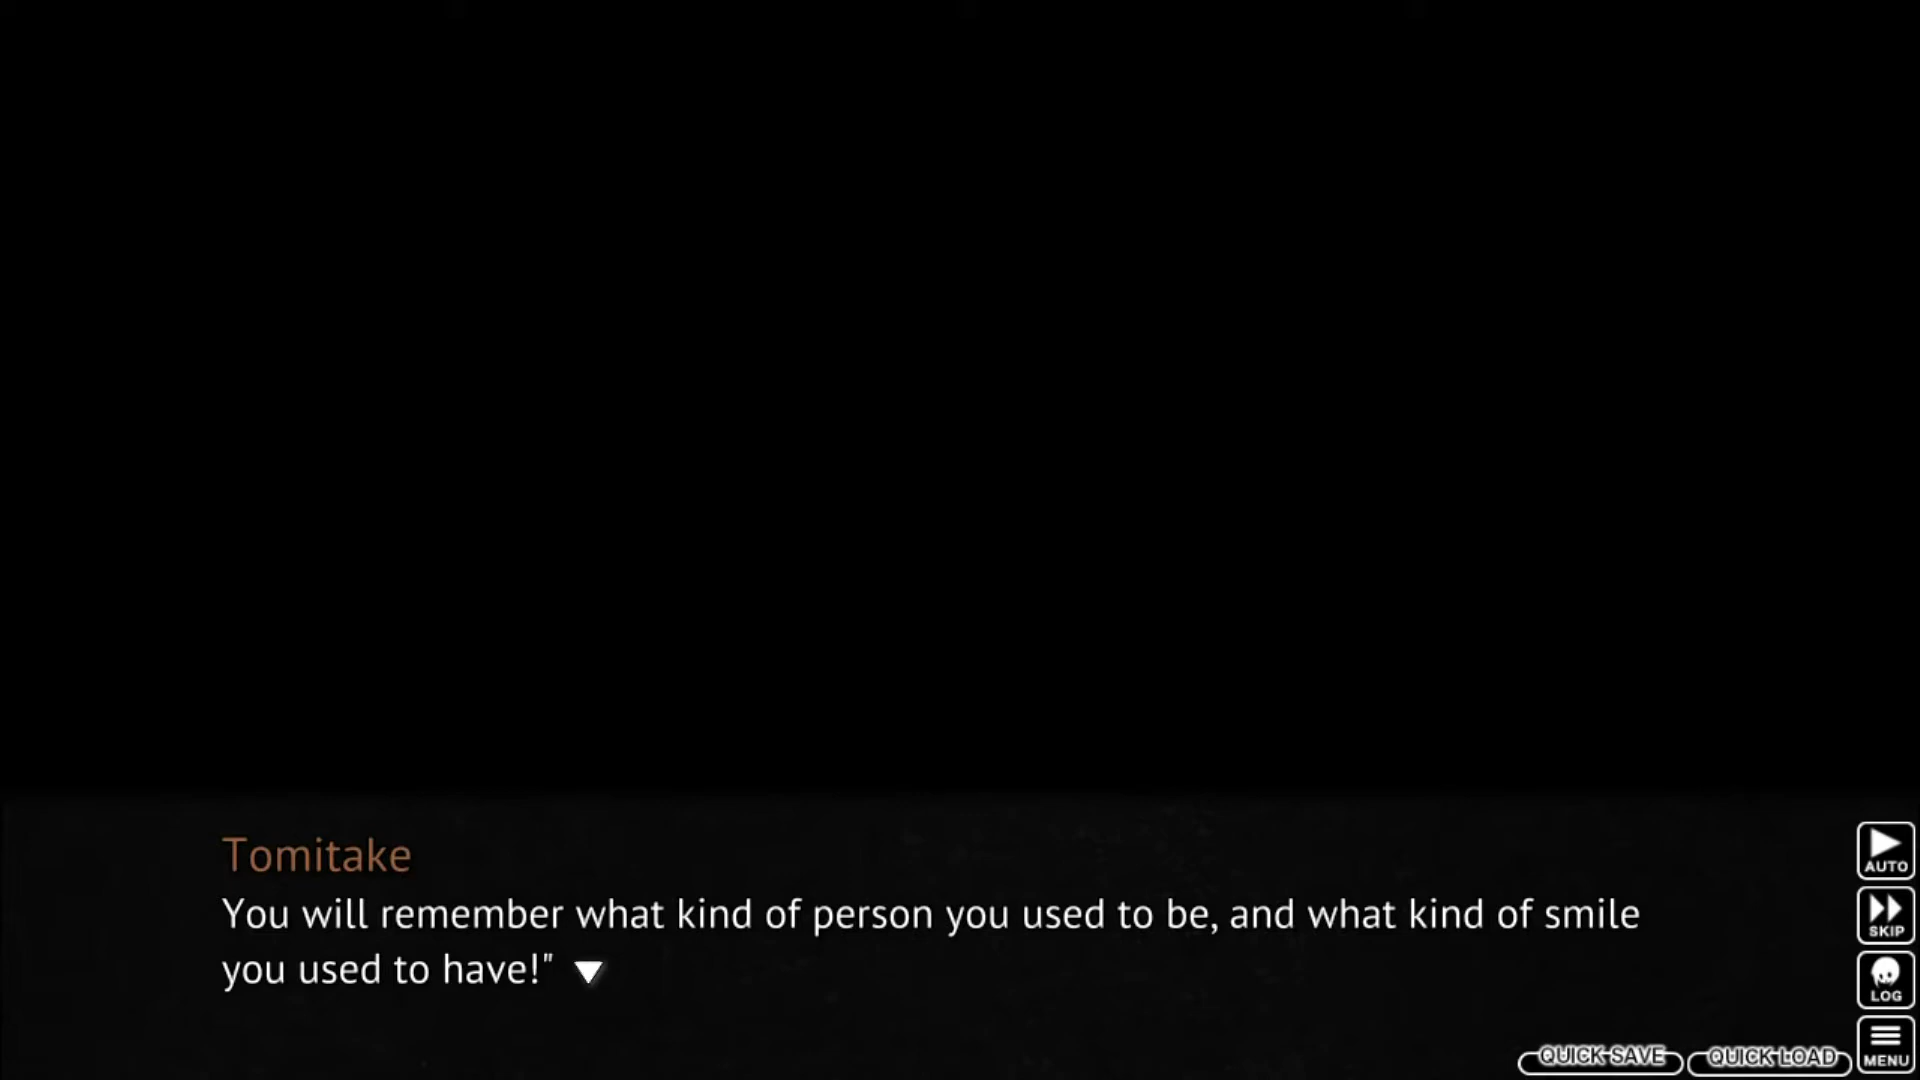 Tomitake
You will remember what kind of person you used to be, and what kind of smile
you used to have!"
AUTO
SKIP
LOG
MENU
QUICK SAVE
QUICK LOAD